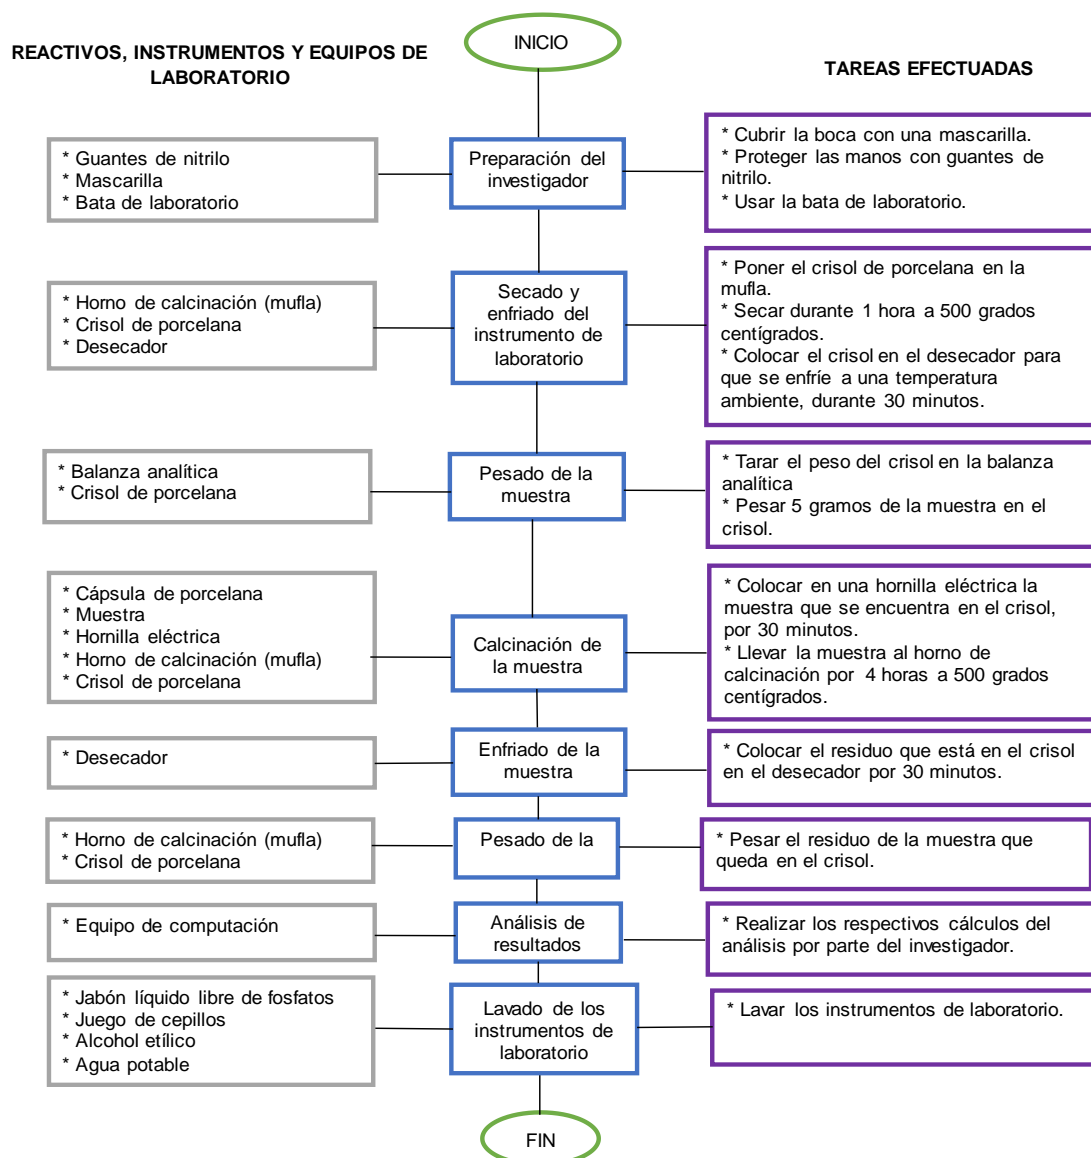 INICIO
REACTIVOS, INSTRUMENTOS Y EQUIPOS DE
LABORATORIO
TAREAS EFECTUADAS
* Guantes de nitrilo
* Mascarilla
* Bata de laboratorio
Preparación del
investigador
* Cubrir la boca con una mascarilla.
* Proteger las manos con guantes de
nitrilo.
* Usar la bata de laboratorio.
* Horno de calcinación (mufla)
* Crisol de porcelana
* Desecador
Secado y
enfriado del
instrumento de
laboratorio
* Poner el crisol de porcelana en la
mufla.
* Secar durante 1 hora a 500 grados
centígrados.
* Colocar el crisol en el desecador para
que se enfríe a una temperatura
ambiente, durante 30 minutos.
* Balanza analítica
* Crisol de porcelana
Pesado de la
muestra
* Tarar el peso del crisol en la balanza
analítica
* Pesar 5 gramos de la muestra en el
crisol.
* Cápsula de porcelana
* Muestra
* Hornilla eléctrica
* Horno de calcinación (mufla)
* Crisol de porcelana
Calcinación de
la muestra
* Colocar en una hornilla eléctrica la
muestra que se encuentra en el crisol,
por 30 minutos.
* Llevar la muestra al horno de
calcinación por 4 horas a 500 grados
centígrados.
* Desecador
Enfriado de la
muestra
* Colocar el residuo que está en el crisol
en el desecador por 30 minutos.
* Horno de calcinación (mufla)
* Crisol de porcelana
Pesado de la
* Pesar el residuo de la muestra que
queda en el crisol.
* Equipo de computación
Análisis de
resultados
* Realizar los respectivos cálculos del
análisis por parte del investigador.
* Jabón líquido libre de fosfatos
* Juego de cepillos
* Alcohol etílico
* Agua potable
Lavado de los
instrumentos de
laboratorio
* Lavar los instrumentos de laboratorio.
FIN